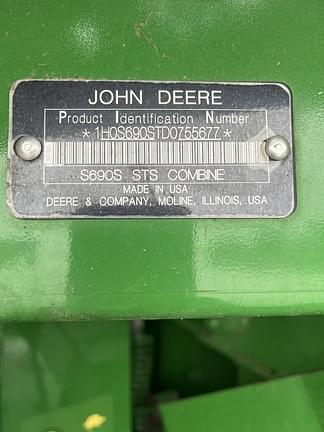 JOHN DEERE
Product Identification Number
*1H0S690STD0755677*
S690S STS COMBINE
MADE IN USA
DEERE & COMPANY, MOLINE, ILLINOIS, USA